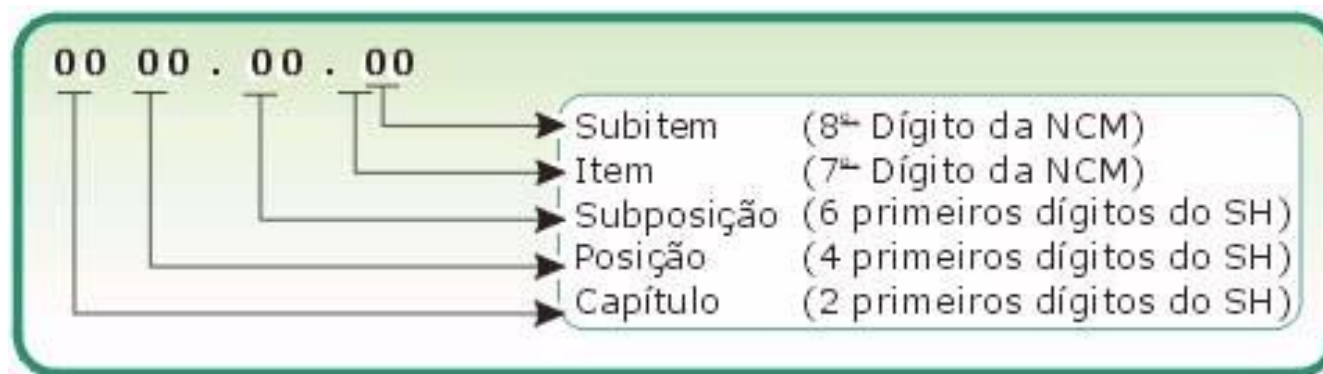 00 00 . 00 . 00
Subitem (8º Dígito da NCM)
Item (7º Dígito da NCM)
Subposição (6 primeiros dígitos do SH)
Posição (4 primeiros dígitos do SH)
Capítulo (2 primeiros dígitos do SH)